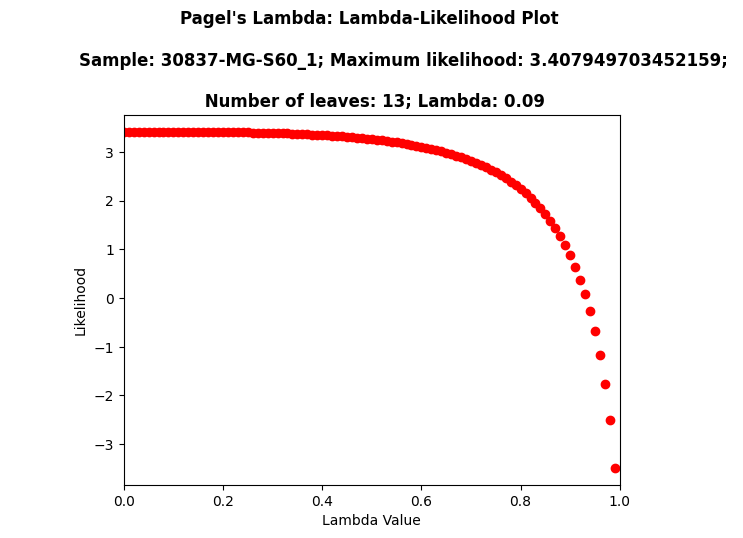 Pagel's Lambda: Lambda-Likelihood Plot
Sample: 30837-MG-S60_1; Maximum likelihood: 3.407949703452159;
Number of leaves: 13; Lambda: 0.09
3
2
1
0
−1
−2
−3
Likelihood
0.0 0.2 0.4 0.6 0.8 1.0
Lambda Value